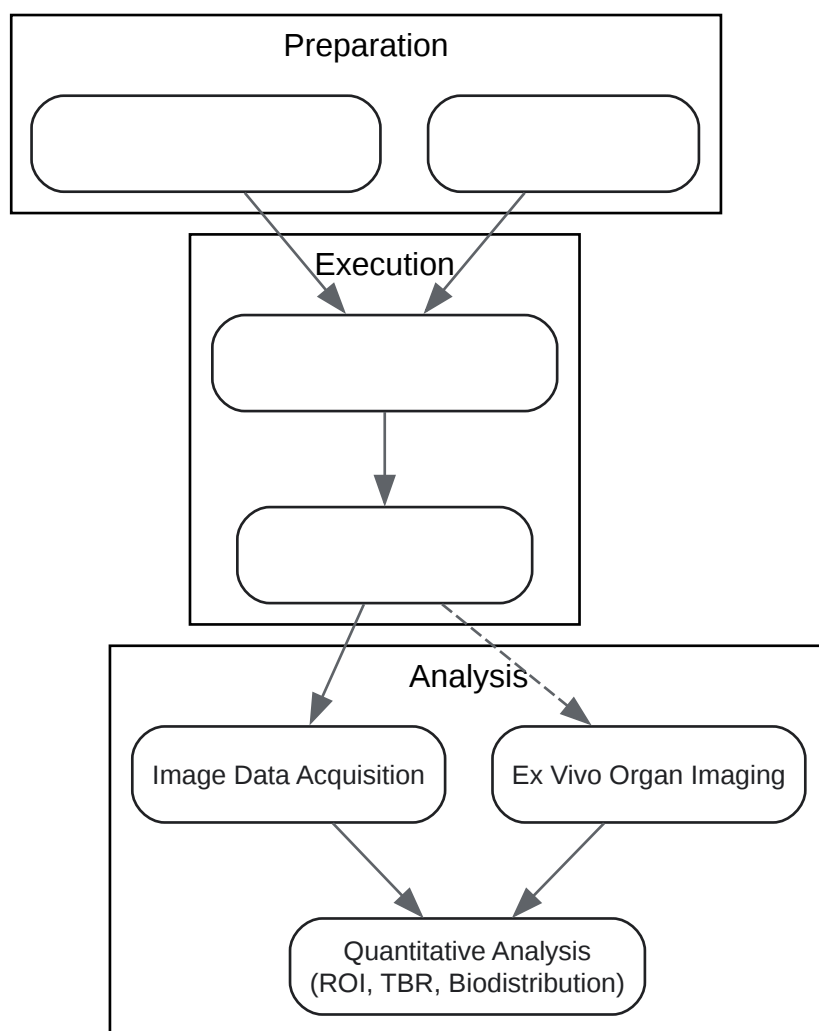 Preparation
Execution
Analysis
Image Data Acquisition
Ex Vivo Organ Imaging
Quantitative Analysis
(ROI, TBR, Biodistribution)